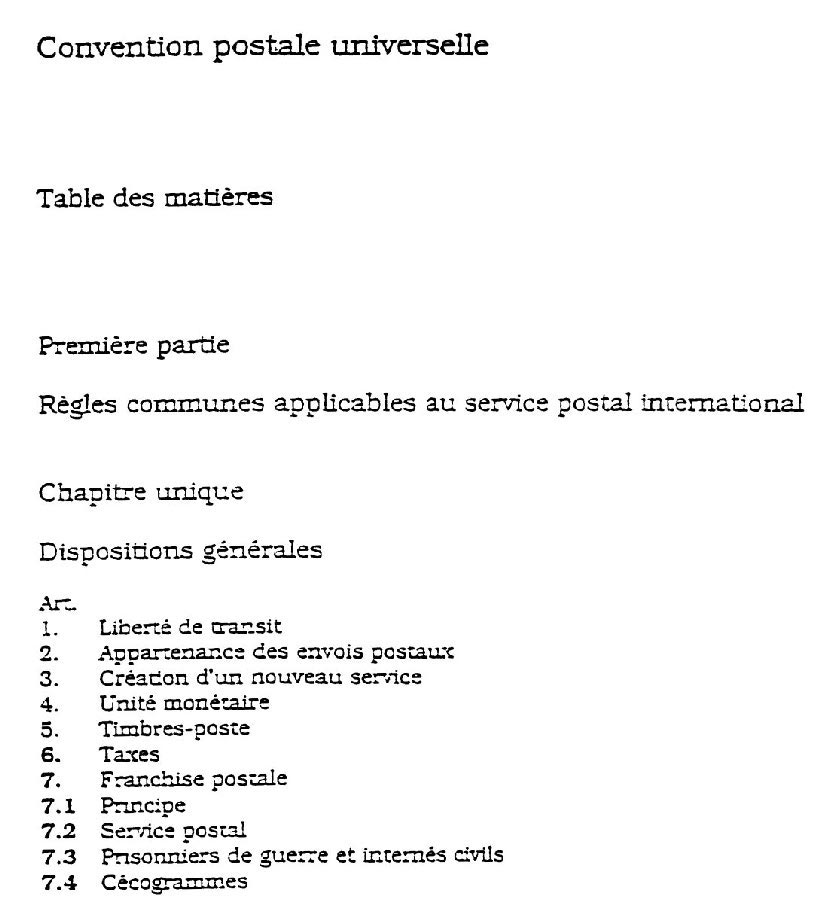 Convention postale universelle
Table des matières
Première partie
Règles communes applicables au service postal international
Chapitre unique
Dispositions générales
Art.
1. Liberté de transit
2. Appartenance des envois postaux
3. Création d'un nouveau service
4. Unité monétaire
5. Timbres-poste
6. Taxes
7. Franchise postale
7.1 Principe
7.2 Service postal
7.3 Prisonniers de guerre et internés civils
7.4 Cécogrammes